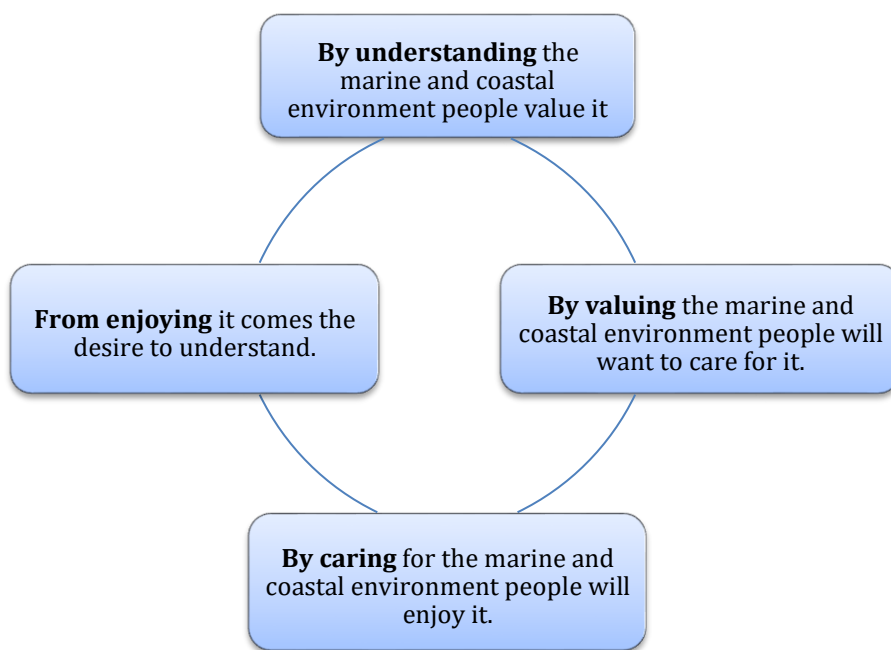 By understanding the
marine and coastal
environment people value it
By valuing the marine and
coastal environment people will
want to care for it.
By caring for the marine and
coastal environment people will
enjoy it.
From enjoying it comes the
desire to understand.